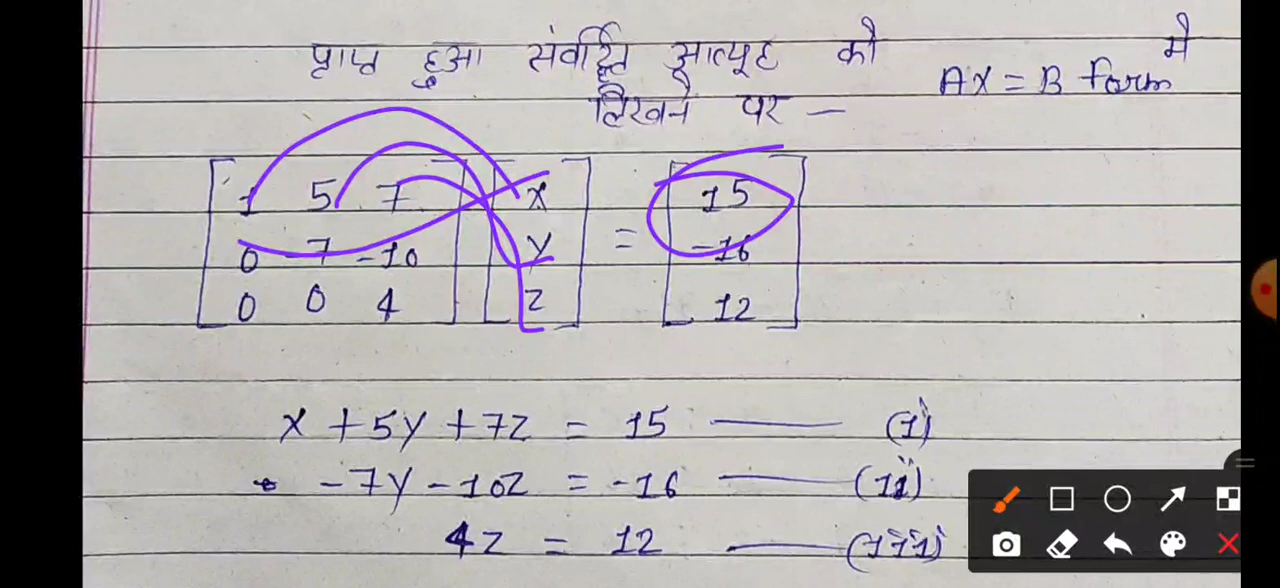 प्राप्त हुआ संवर्द्धित आव्यूह को AX = B form में
लिखने पर —
[1 5 7] [x] = [15]
[0 -7 -10] [y] = [-16]
[0 0 4] [z] = [12]
x + 5y + 7z = 15 —— (i)
-7y - 10z = -16 —— (ii)
4z = 12 —— (iii)